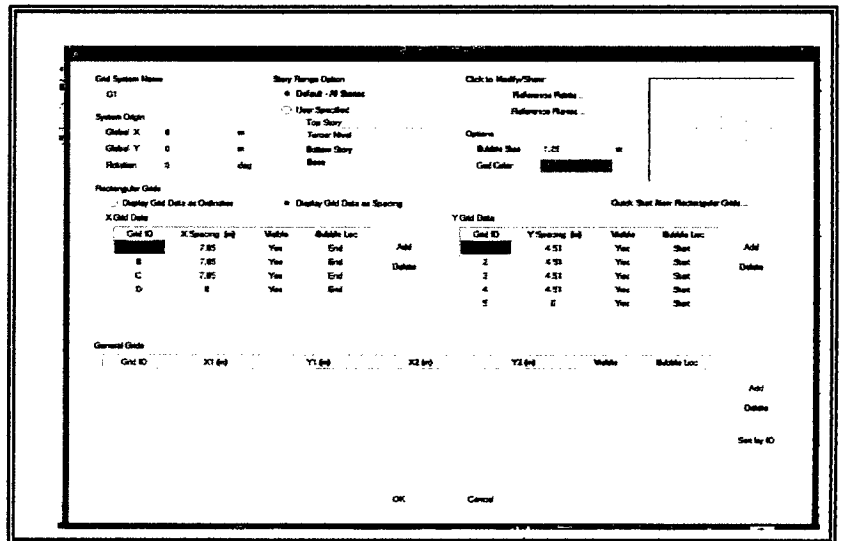 Grid System Name
G1
System Origin
Global X 0 m
Global Y 0 m
Rotation 0 deg
Story Range Option
Default - All Stories
User Specified
Top Story
Tercer Nivel
Bottom Story
Base
Click to Modify/Show:
Reference Points...
Reference Planes...
Options
Bubble Size 1.25 m
Grid Color
Rectangular Grids
Display Grid Data as Ordinates
Display Grid Data as Spacing
Quick Start New Rectangular Grids...
X Grid Data
Grid ID X Spacing (m) Visible Bubble Loc
7.85 Yes End
B 7.85 Yes End
C 7.85 Yes End
D 0 Yes End
Add
Delete
Y Grid Data
Grid ID Y Spacing (m) Visible Bubble Loc
4.51 Yes Start
2 4.51 Yes Start
3 4.51 Yes Start
4 4.51 Yes Start
5 0 Yes Start
Add
Delete
General Grids
Grid ID X1 (m) Y1 (m) X2 (m) Y2 (m) Visible Bubble Loc
Add
Delete
Sort by ID
OK Cancel